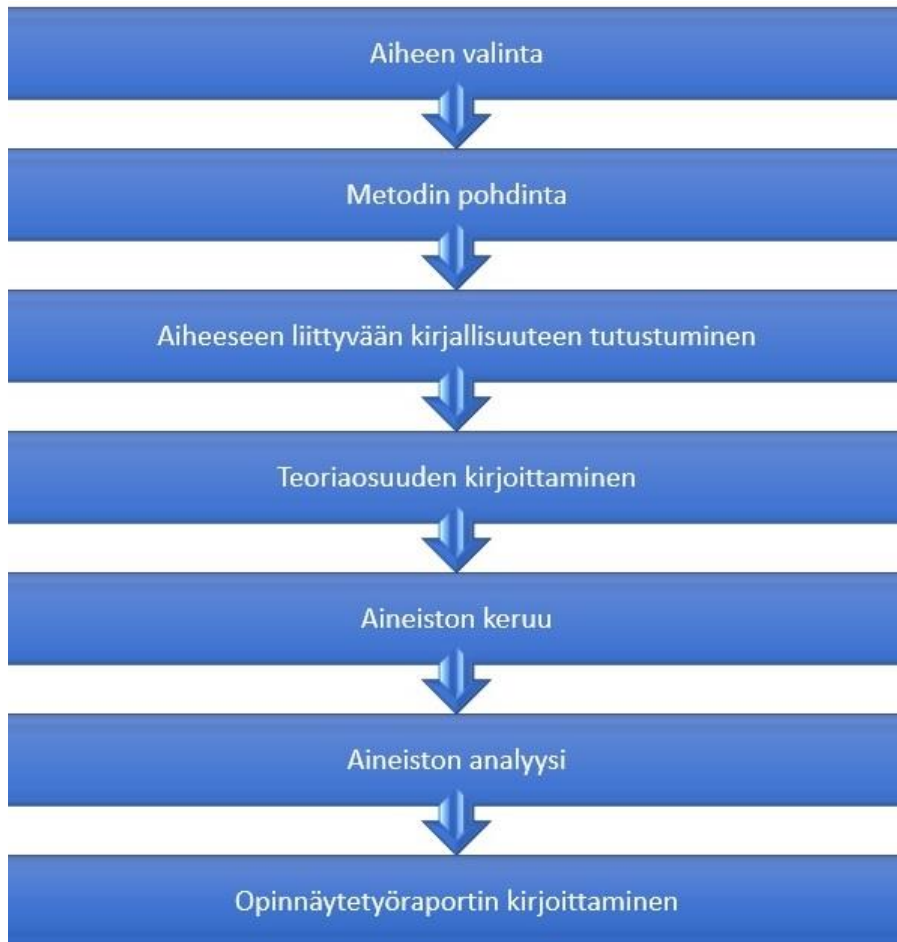 Aiheen valinta
Metodin pohdinta
Aiheeseen liittyvään kirjallisuuteen tutustuminen
Teoriaosuuden kirjoittaminen
Aineiston keruu
Aineiston analyysi
Opinnäytetyöraportin kirjoittaminen